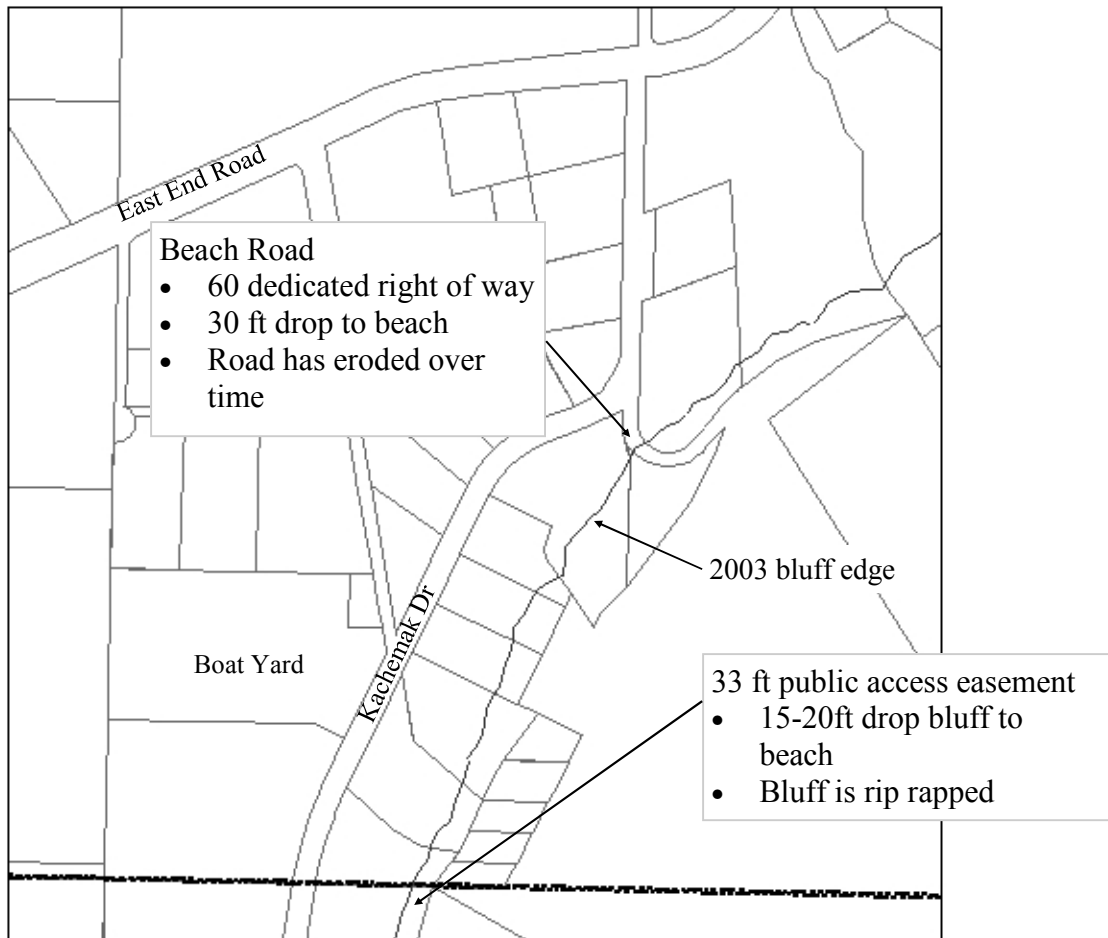 East End Road
Beach Road
• 60 dedicated right of way
• 30 ft drop to beach
• Road has eroded over
time
2003 bluff edge
Kachemak Dr
Boat Yard
33 ft public access easement
• 15-20ft drop bluff to
beach
• Bluff is rip rapped